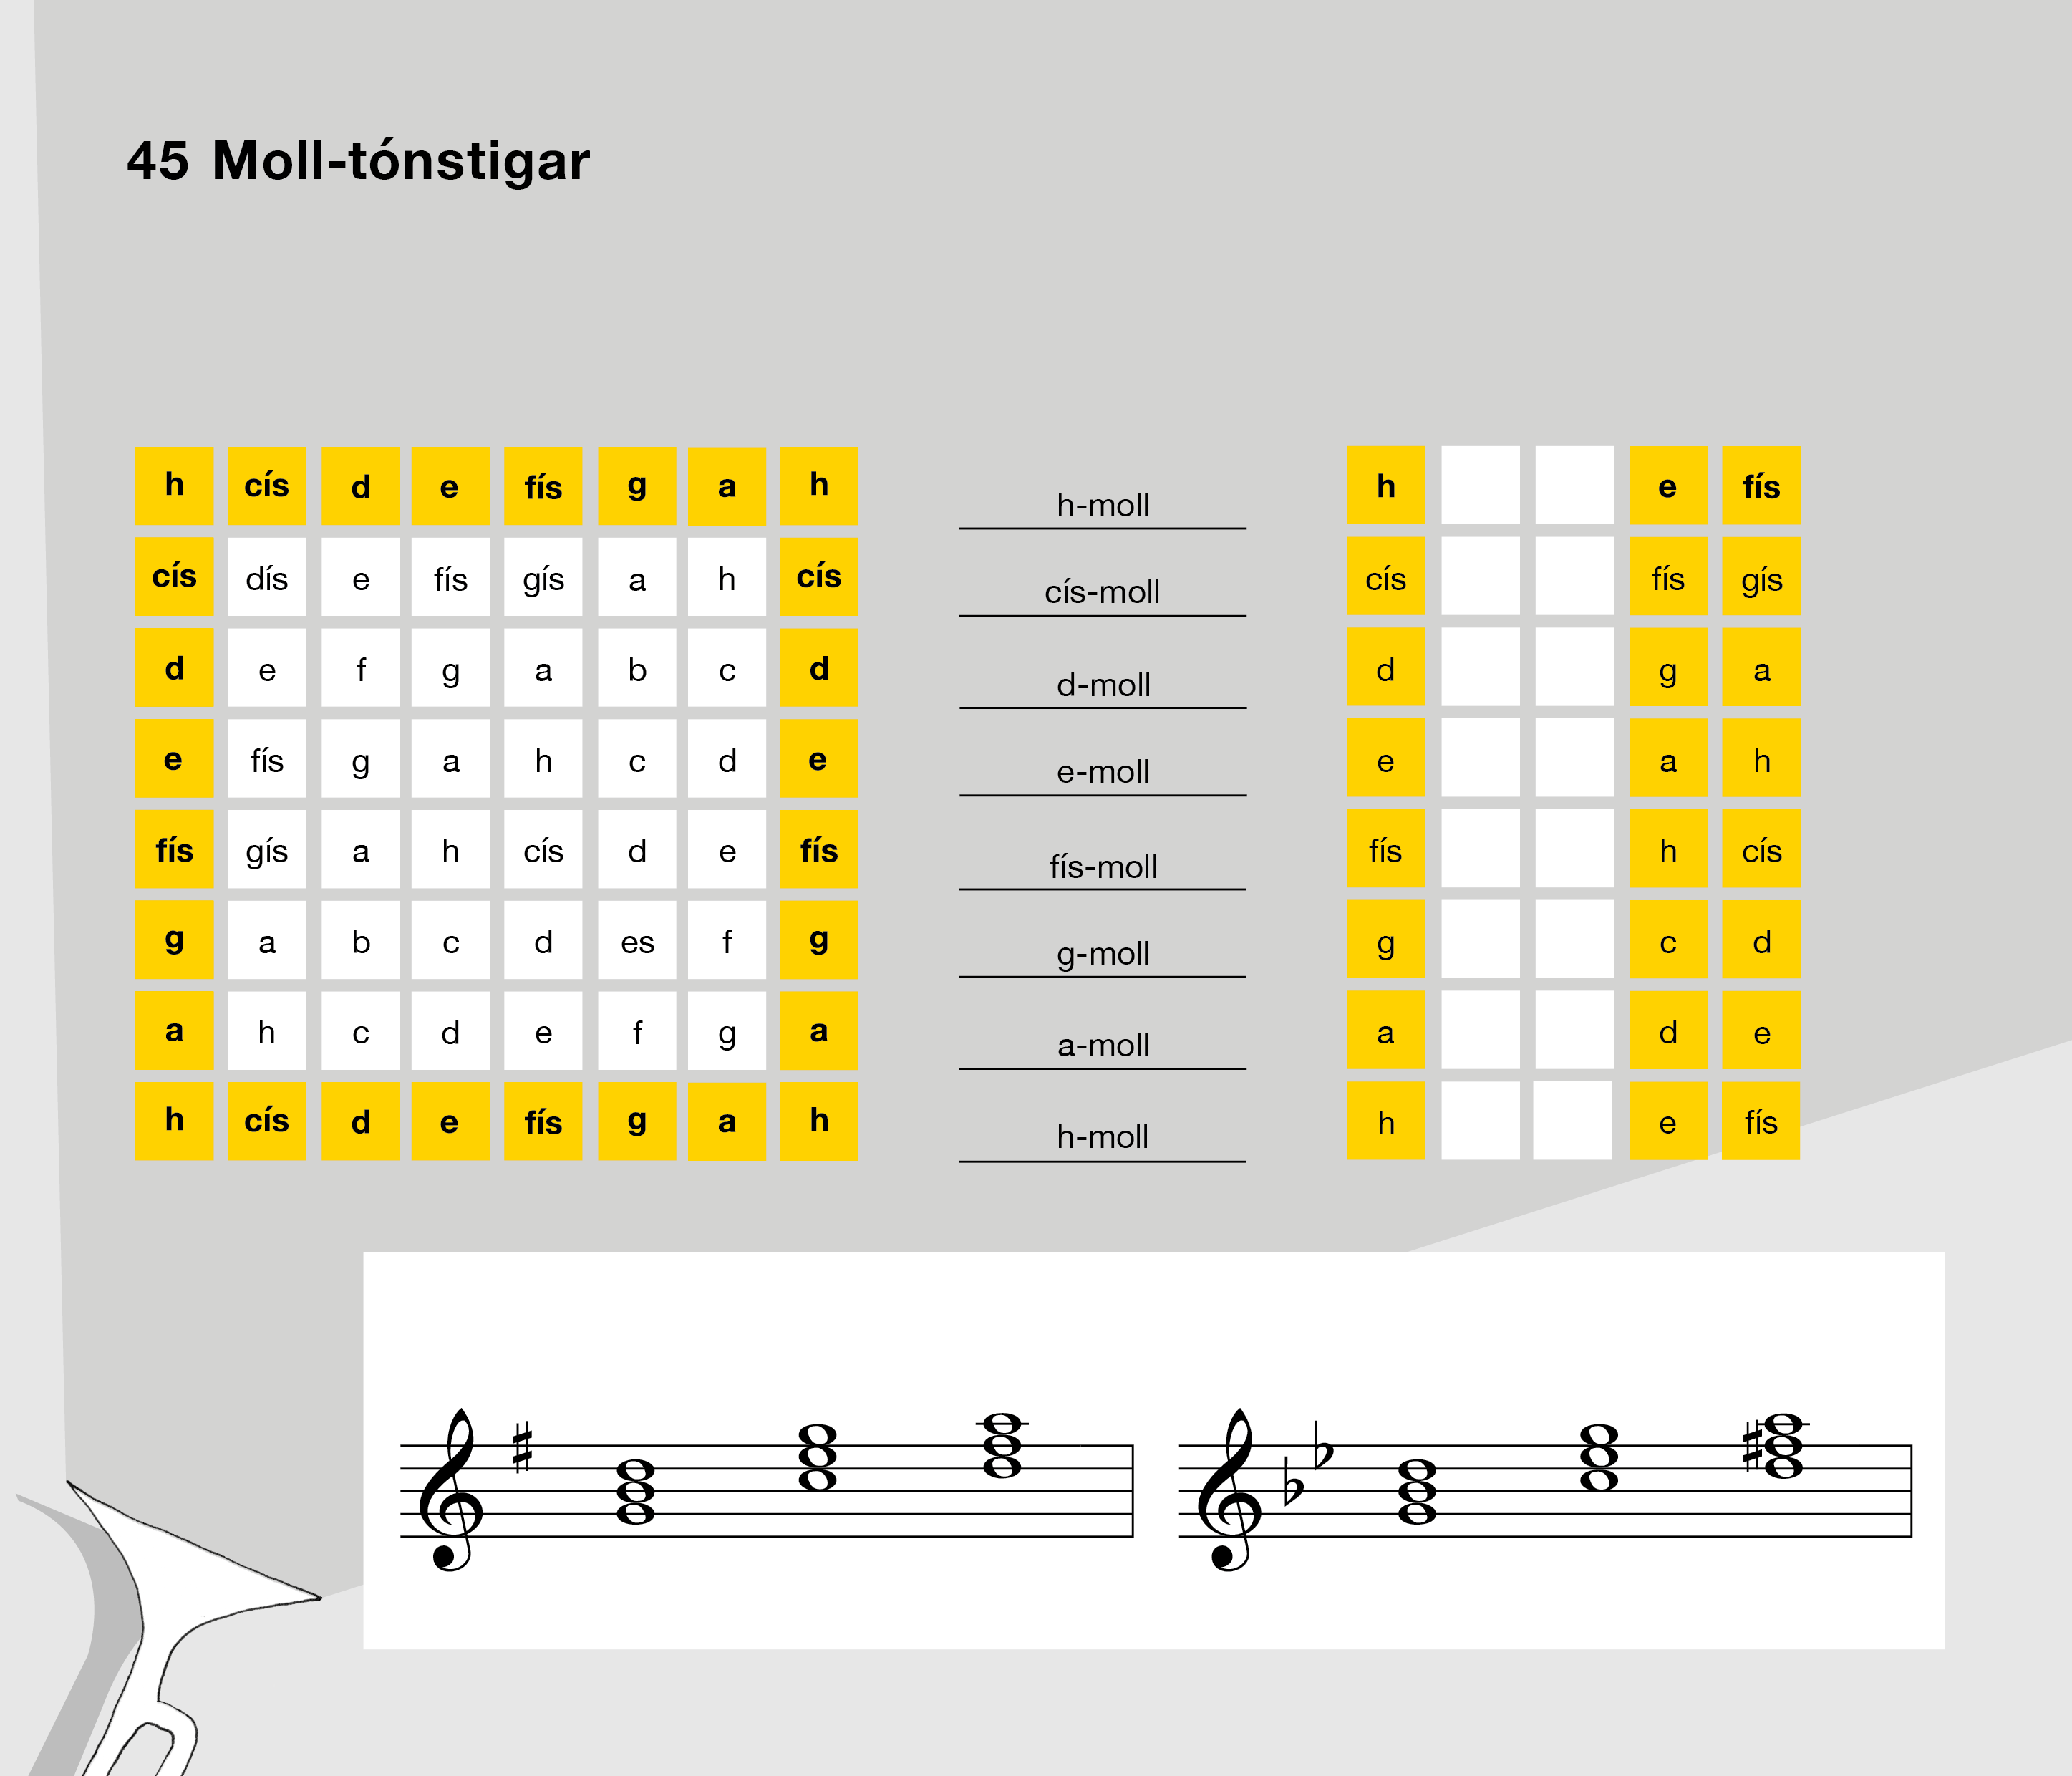 45 Moll-tónstigar
h cís d e fís g a h h-moll h e fís
cís dís e fís gís a h cís cís-moll cís fís gís
d e f g a b c d d-moll d g a
e fís g a h c d e e-moll e a h
fís gís a h cís d e fís fís-moll fís h cís
g a b c d es f g g-moll g c d
a h c d e f g a a-moll a d e
h cís d e fís g a h h-moll h e fís